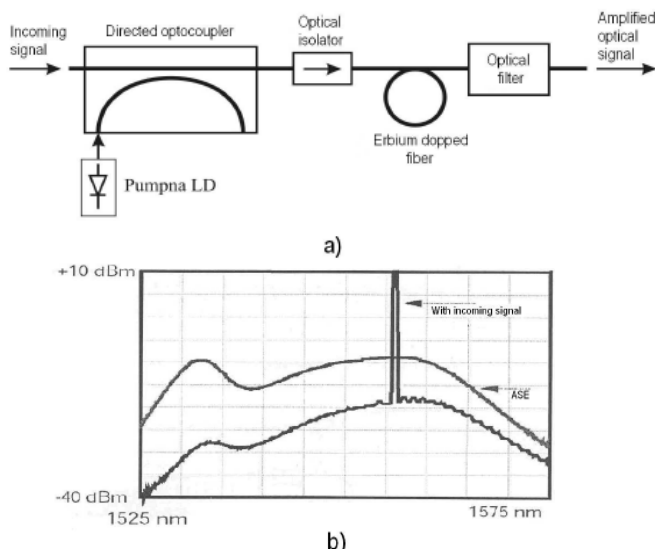 Incoming
signal
Directed optocoupler
Optical
isolator
Amplified
optical
signal
Optical
filter
Erbium dopped
fiber
Pumpna LD
a)
+10 dBm
With incoming signal
ASE
-40 dBm
1525 nm
1575 nm
b)